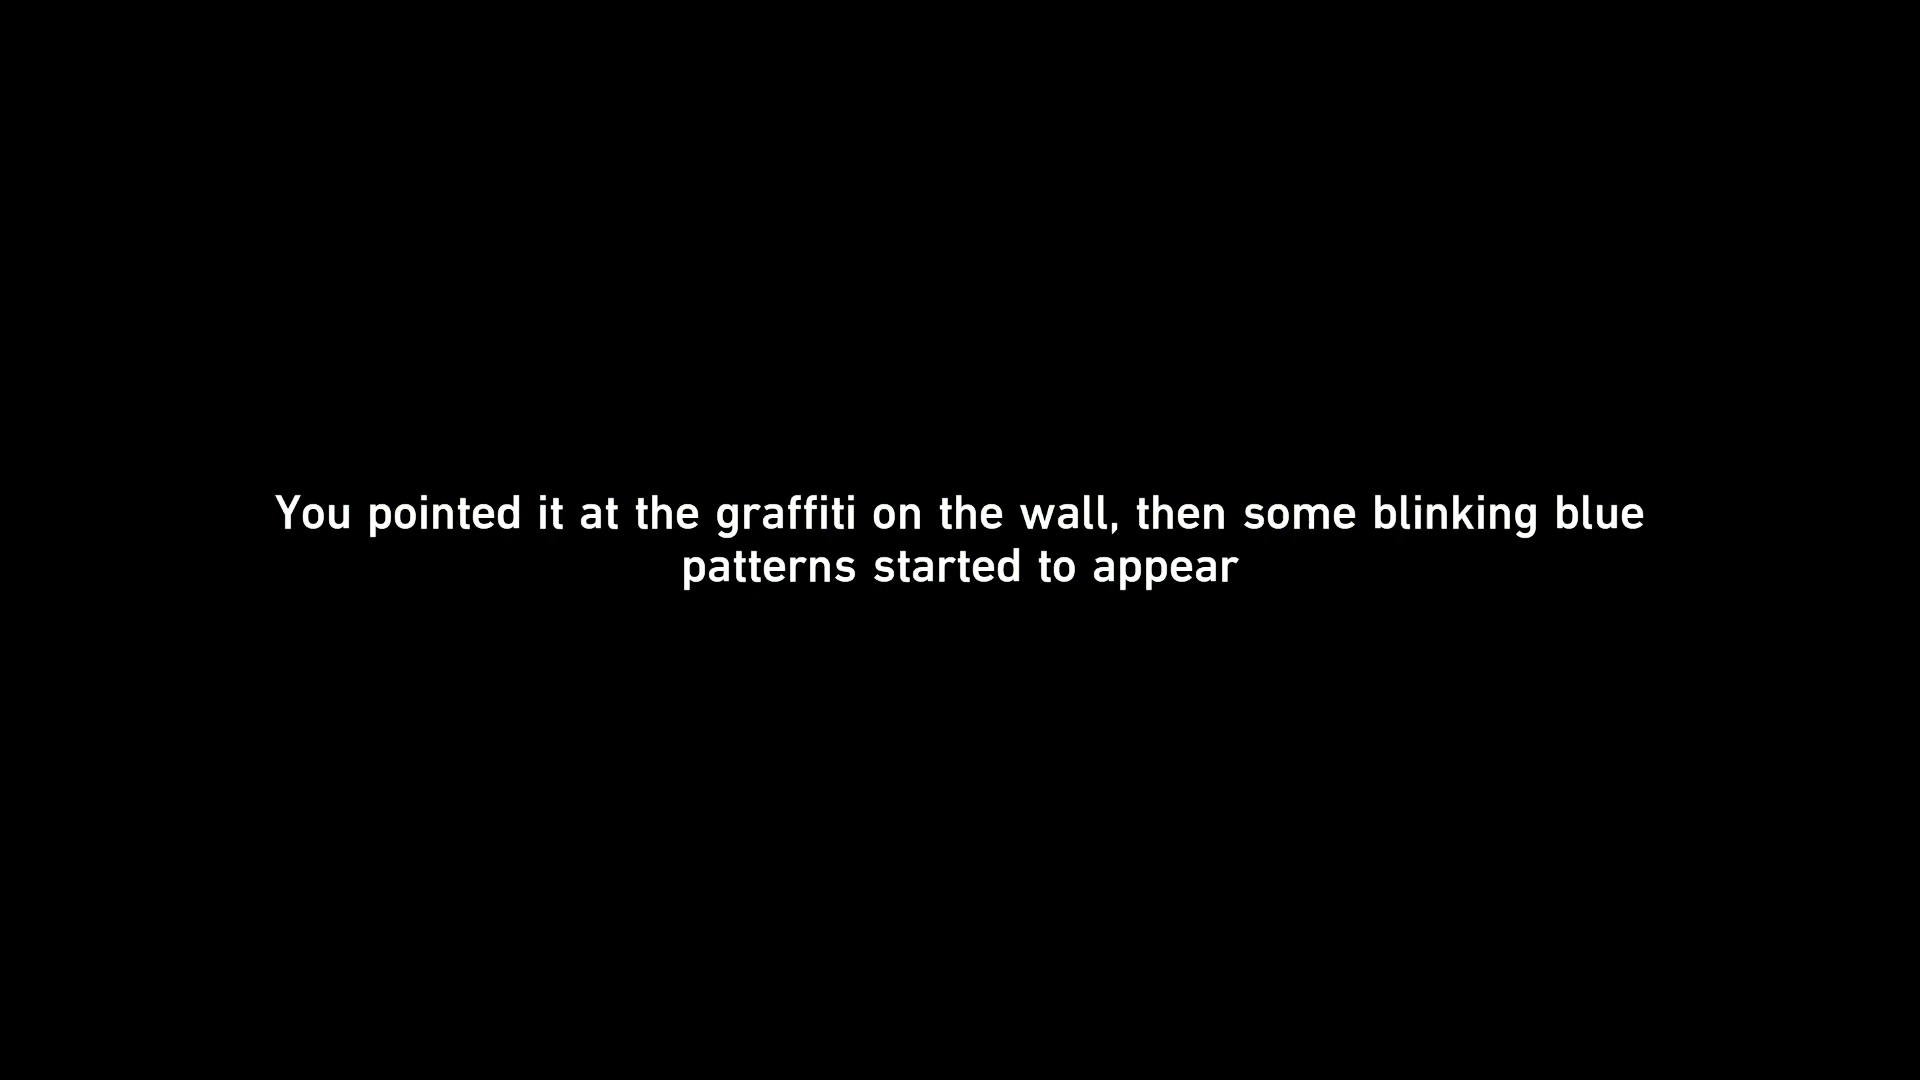 You pointed it at the graffiti on the wall, then some blinking blue
patterns started to appear